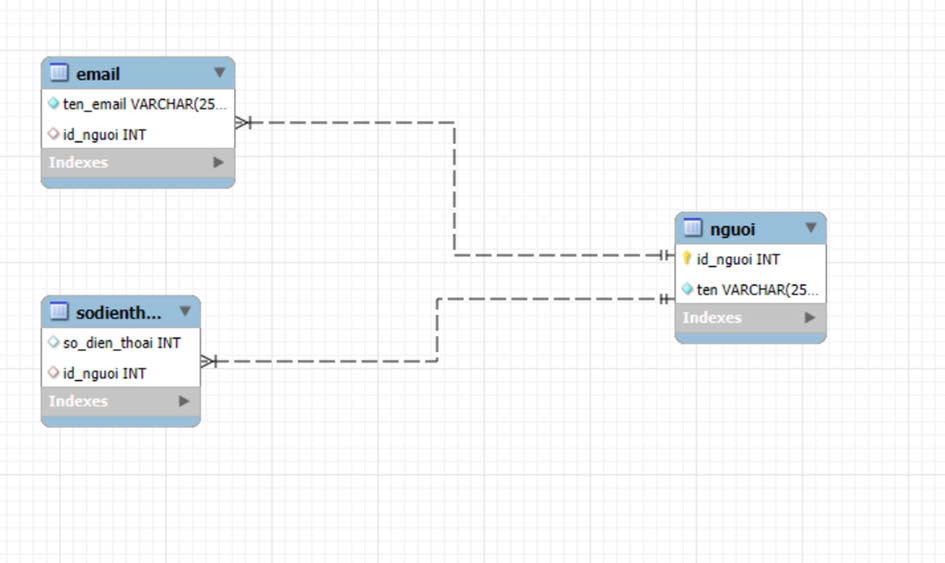 email
ten_email VARCHAR(25...
id_nguoi INT
Indexes
sodienth...
so_dien_thoai INT
id_nguoi INT
Indexes
nguoi
id_nguoi INT
ten VARCHAR(25...
Indexes